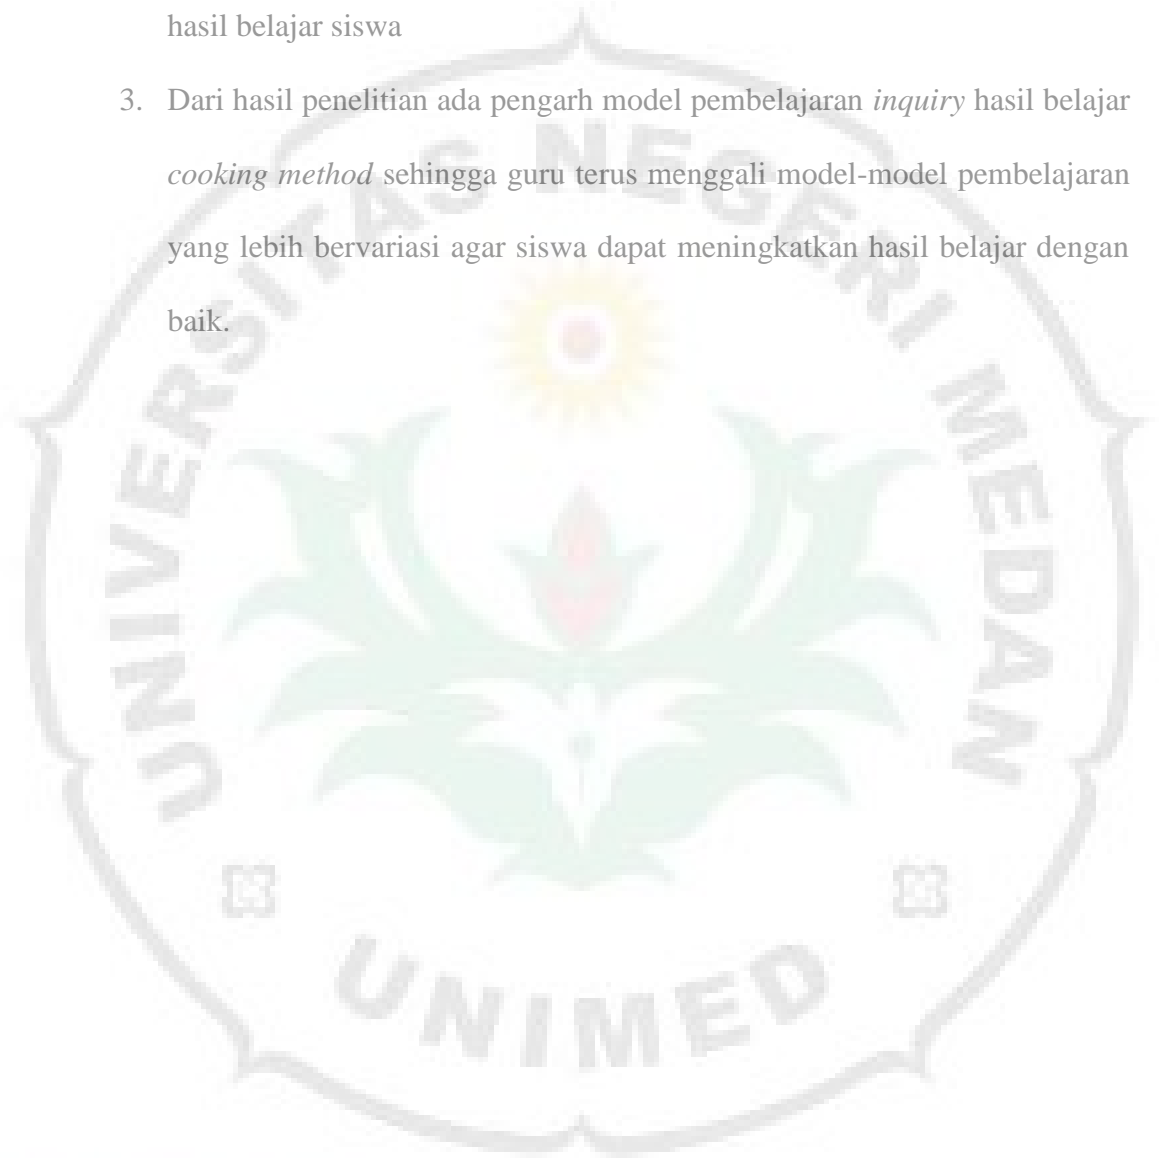 hasil belajar siswa
3. Dari hasil penelitian ada pengarh model pembelajaran inquiry hasil belajar
cooking method sehingga guru terus menggali model-model pembelajaran
yang lebih bervariasi agar siswa dapat meningkatkan hasil belajar dengan
baik.
UNIVERSITAS NEGERI MEDAN
UNIMED